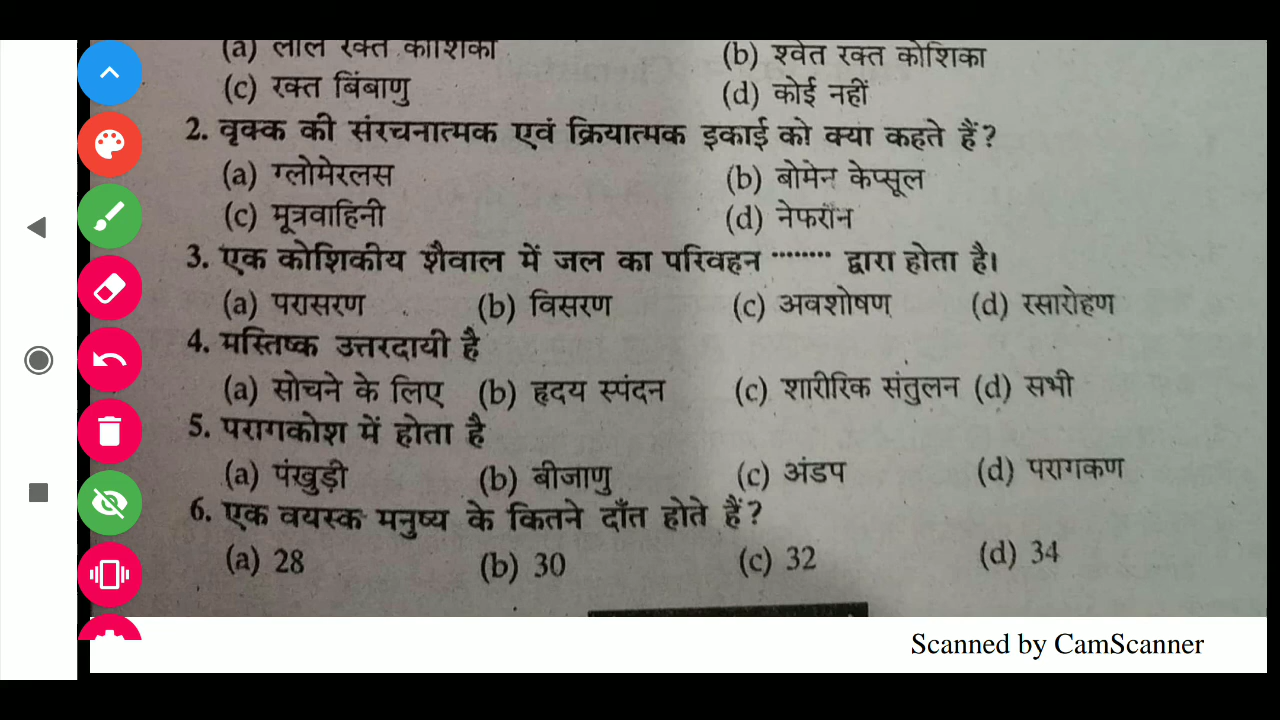 (a) लाल रक्त कोशिका (b) श्वेत रक्त कोशिका
(c) रक्त बिंबाणु (d) कोई नहीं
2. वृक्क की संरचनात्मक एवं क्रियात्मक इकाई को क्या कहते हैं?
(a) ग्लोमेरलस (b) बोमेन केप्सूल
(c) मूत्रवाहिनी (d) नेफरॉन
3. एक कोशिकीय शैवाल में जल का परिवहन ········ द्वारा होता है।
(a) परासरण (b) विसरण (c) अवशोषण (d) रसारोहण
4. मस्तिष्क उत्तरदायी है
(a) सोचने के लिए (b) हृदय स्पंदन (c) शारीरिक संतुलन (d) सभी
5. परागकोश में होता है
(a) पंखुड़ी (b) बीजाणु (c) अंडप (d) परागकण
6. एक वयस्क मनुष्य के कितने दाँत होते हैं?
(a) 28 (b) 30 (c) 32 (d) 34
Scanned by CamScanner